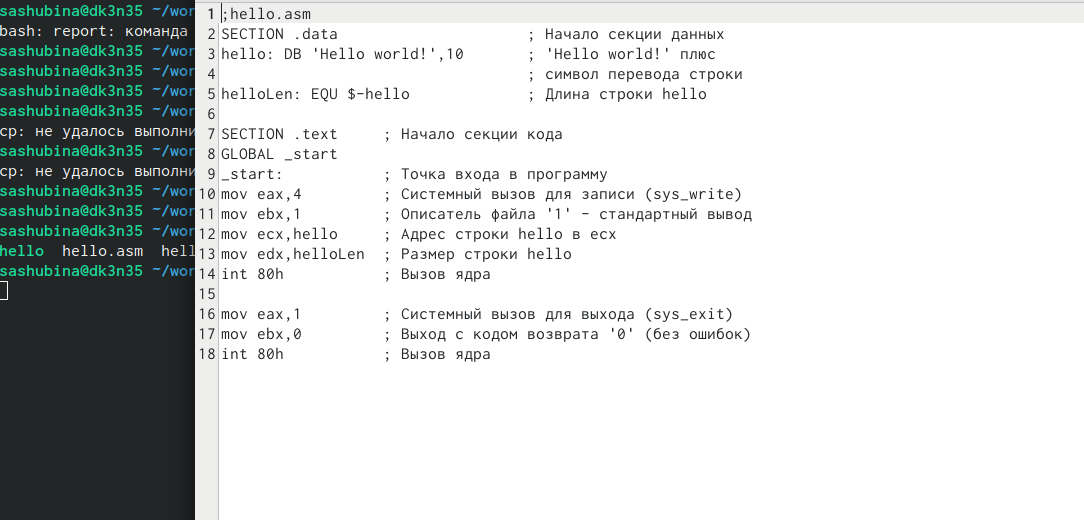 sashubina@dk3n35 ~/wor
bash: report: команда
sashubina@dk3n35 ~/wor
sashubina@dk3n35 ~/wor
sashubina@dk3n35 ~/wor
sashubina@dk3n35 ~/wor
cp: не удалось выполни
sashubina@dk3n35 ~/wor
cp: не удалось выполни
sashubina@dk3n35 ~/wor
sashubina@dk3n35 ~/wor
sashubina@dk3n35 ~/wor
hello  hello.asm  hell
sashubina@dk3n35 ~/wor
1 ;hello.asm
2 SECTION .data                     ; Начало секции данных
3 hello: DB 'Hello world!',10       ; 'Hello world!' плюс
4                                   ; символ перевода строки
5 helloLen: EQU $-hello             ; Длина строки hello
6
7 SECTION .text     ; Начало секции кода
8 GLOBAL _start
9 _start:           ; Точка входа в программу
10 mov eax,4         ; Системный вызов для записи (sys_write)
11 mov ebx,1         ; Описатель файла '1' - стандартный вывод
12 mov ecx,hello     ; Адрес строки hello в ecx
13 mov edx,helloLen  ; Размер строки hello
14 int 80h           ; Вызов ядра
15
16 mov eax,1         ; Системный вызов для выхода (sys_exit)
17 mov ebx,0         ; Выход с кодом возврата '0' (без ошибок)
18 int 80h           ; Вызов ядра